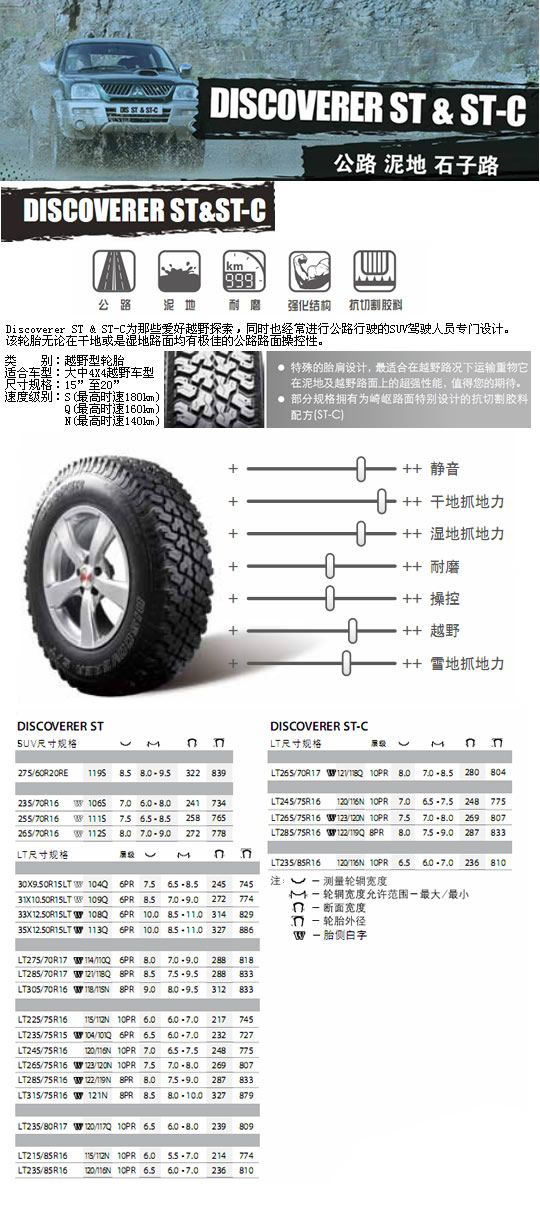 DIS ST & ST-C
DISCOVERER ST & ST-C
公路 泥地 石子路
DISCOVERER ST&ST-C
km
999
公路 泥地 耐磨 强化结构 抗切割胶料
Discoverer ST & ST-C为那些爱好越野探索，同时也经常进行公路行驶的SUV驾驶人员专门设计。
该轮胎无论在干地或是湿地路面均有极佳的公路路面操控性。
类 别：越野型轮胎
适合车型：大中4X4越野车型
尺寸规格：15”至20”
速度级别：S(最高时速180km)
Q(最高时速160km)
N(最高时速140km)
● 特殊的胎肩设计，最适合在越野路况下运输重物它
在泥地及越野路面上的超强性能，值得您的期待。
● 部分规格拥有为崎岖路面特别设计的抗切割胶料
配方(ST-C)
+ ++ 静音
+ ++ 干地抓地力
+ ++ 湿地抓地力
+ ++ 耐磨
+ ++ 操控
+ ++ 越野
+ ++ 雪地抓地力
DISCOVERER ST
SUV尺寸规格
275/60R20RE 119S 8.5 8.0 - 9.5 322 839
235/70R16 W 106S 7.0 6.0 - 8.0 241 734
255/70R16 W 111S 7.5 6.5 - 8.5 258 765
265/70R16 W 112S 8.0 7.0 - 9.0 272 778
LT尺寸规格 层级
30X9.50R15LT W 104Q 6PR 7.5 6.5 - 8.5 245 745
31X10.50R15LT W 109Q 6PR 8.5 7.0 - 9.0 272 774
33X12.50R15LT W 108Q 6PR 10.0 8.5 - 11.0 314 829
35X12.50R15LT W 113Q 6PR 10.0 8.5 - 11.0 327 886
LT275/70R17 W 114/110Q 6PR 8.0 7.0 - 9.0 288 818
LT285/70R17 W 121/118Q 8PR 8.5 7.5 - 9.5 288 833
LT305/70R16 W 118/115N 8PR 9.0 8.0 - 9.5 312 833
LT225/75R16 115/112N 10PR 6.0 6.0 - 7.0 217 745
LT235/75R15 W 104/101Q 6PR 6.5 6.0 - 7.0 232 727
LT245/75R16 120/116N 10PR 7.0 6.5 - 7.5 248 775
LT265/75R16 W 123/120N 10PR 7.5 7.0 - 8.0 269 807
LT285/75R16 W 122/119N 8PR 8.0 7.5 - 9.0 287 833
LT315/75R16 W 121N 8PR 8.5 8.0 - 10.0 327 879
LT235/80R17 W 120/117Q 10PR 6.5 6.0 - 8.0 239 809
LT215/85R16 115/112N 10PR 6.0 5.5 - 7.0 214 774
LT235/85R16 120/116N 10PR 6.5 6.0 - 7.0 236 810
DISCOVERER ST-C
LT尺寸规格 层级
LT265/70R17 W 121/118Q 10PR 8.0 7.0 - 8.5 280 804
LT245/75R16 120/116N 10PR 7.0 6.5 - 7.5 248 775
LT265/75R16 W 123/120N 10PR 7.5 7.0 - 8.0 269 807
LT285/75R16 W 122/119Q 8PR 8.0 7.5 - 9.0 287 833
LT235/85R16 120/116N 10PR 6.5 6.0 - 7.0 236 810
注： － 测量轮辋宽度
－ 轮辋宽度允许范围－最大/最小
－ 断面宽度
－ 轮胎外径
W － 胎侧白字